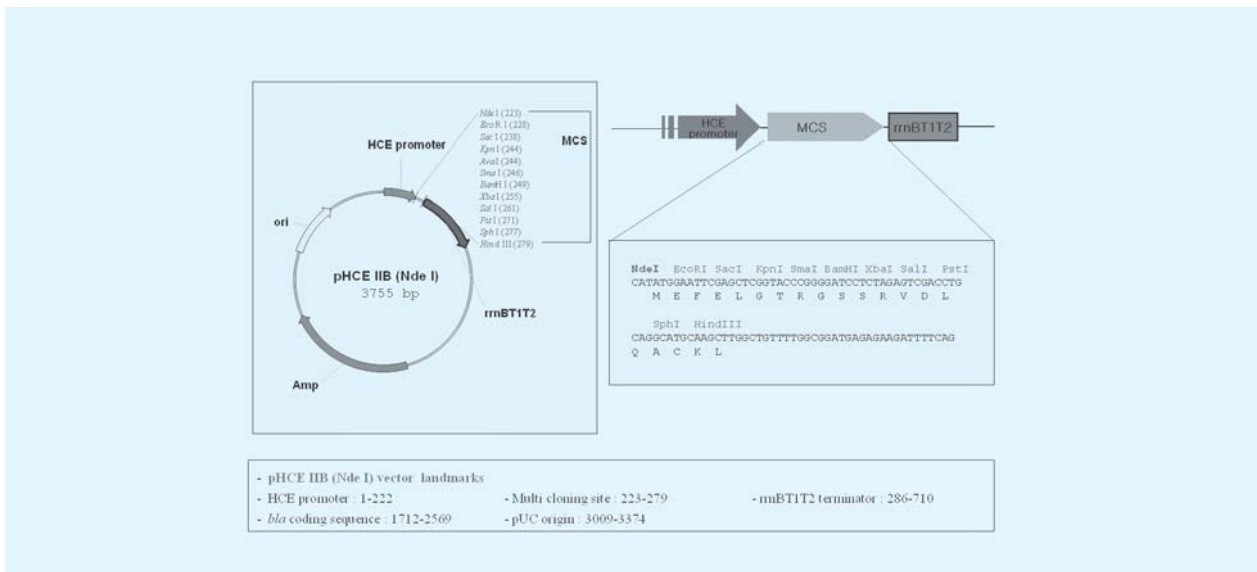 NdeI (223)
EcoR I (228)
Sac I (238)
KpnI (244)
AvaI (244)
Sma I (246)
BamH I (249)
XbaI (255)
Sal I (261)
PstI (271)
Sph I (277)
Hind III (279)
MCS
HCE promoter
ori
pHCE IIB (Nde I)
3755 bp
rrnBT1T2
Amp
HCE
promoter
MCS
rrnBT1T2
NdeI EcoRI SacI KpnI SmaI BamHI XbaI SalI PstI
CATATGGAATTCGAGCTCGGTACCCGGGGATCCTCTAGAGTCGACCTG
M E F E L G T R G S S R V D L
SphI HindIII
CAGGCATGCAAGCTTGGCTGTTTTGGCGGATGAGAGAAGATTTTCAG
Q A C K L
- pHCE IIB (Nde I) vector landmarks
- HCE promoter : 1-222 - Multi cloning site : 223-279 - rrnBT1T2 terminator : 286-710
- bla coding sequence : 1712-2569 - pUC origin : 3009-3374